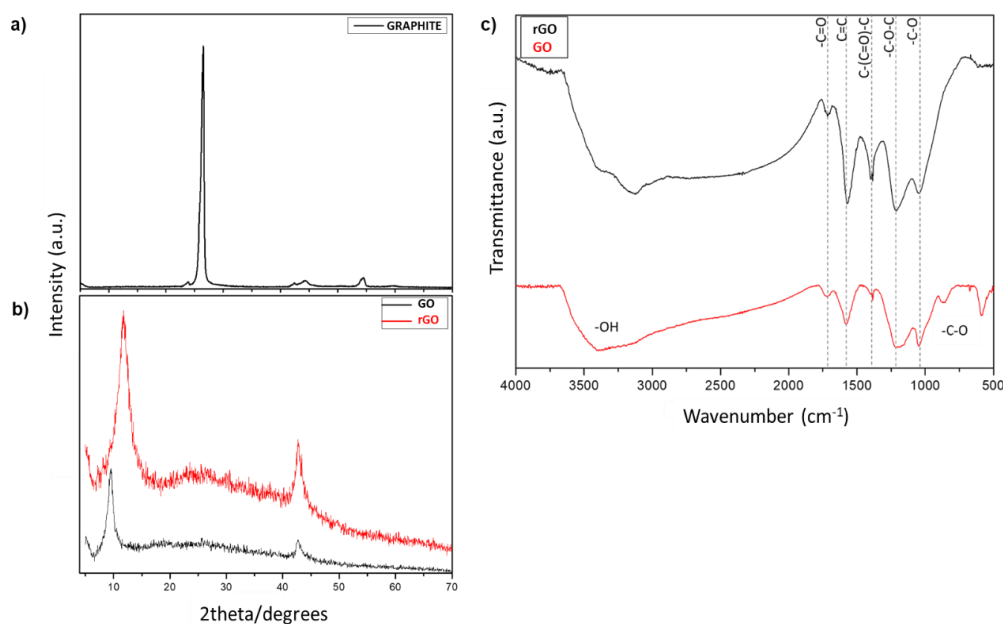 a)
GRAPHITE
b)
GO
rGO
Intensity (a.u.)
10
20
30
40
50
60
70
2theta/degrees
c)
rGO
GO
-C=O
C=C
C-(C=O)-C
-C-O-C
-C-O
-OH
-C-O
Transmittance (a.u.)
4000
3500
3000
2500
2000
1500
1000
500
Wavenumber (cm⁻¹)